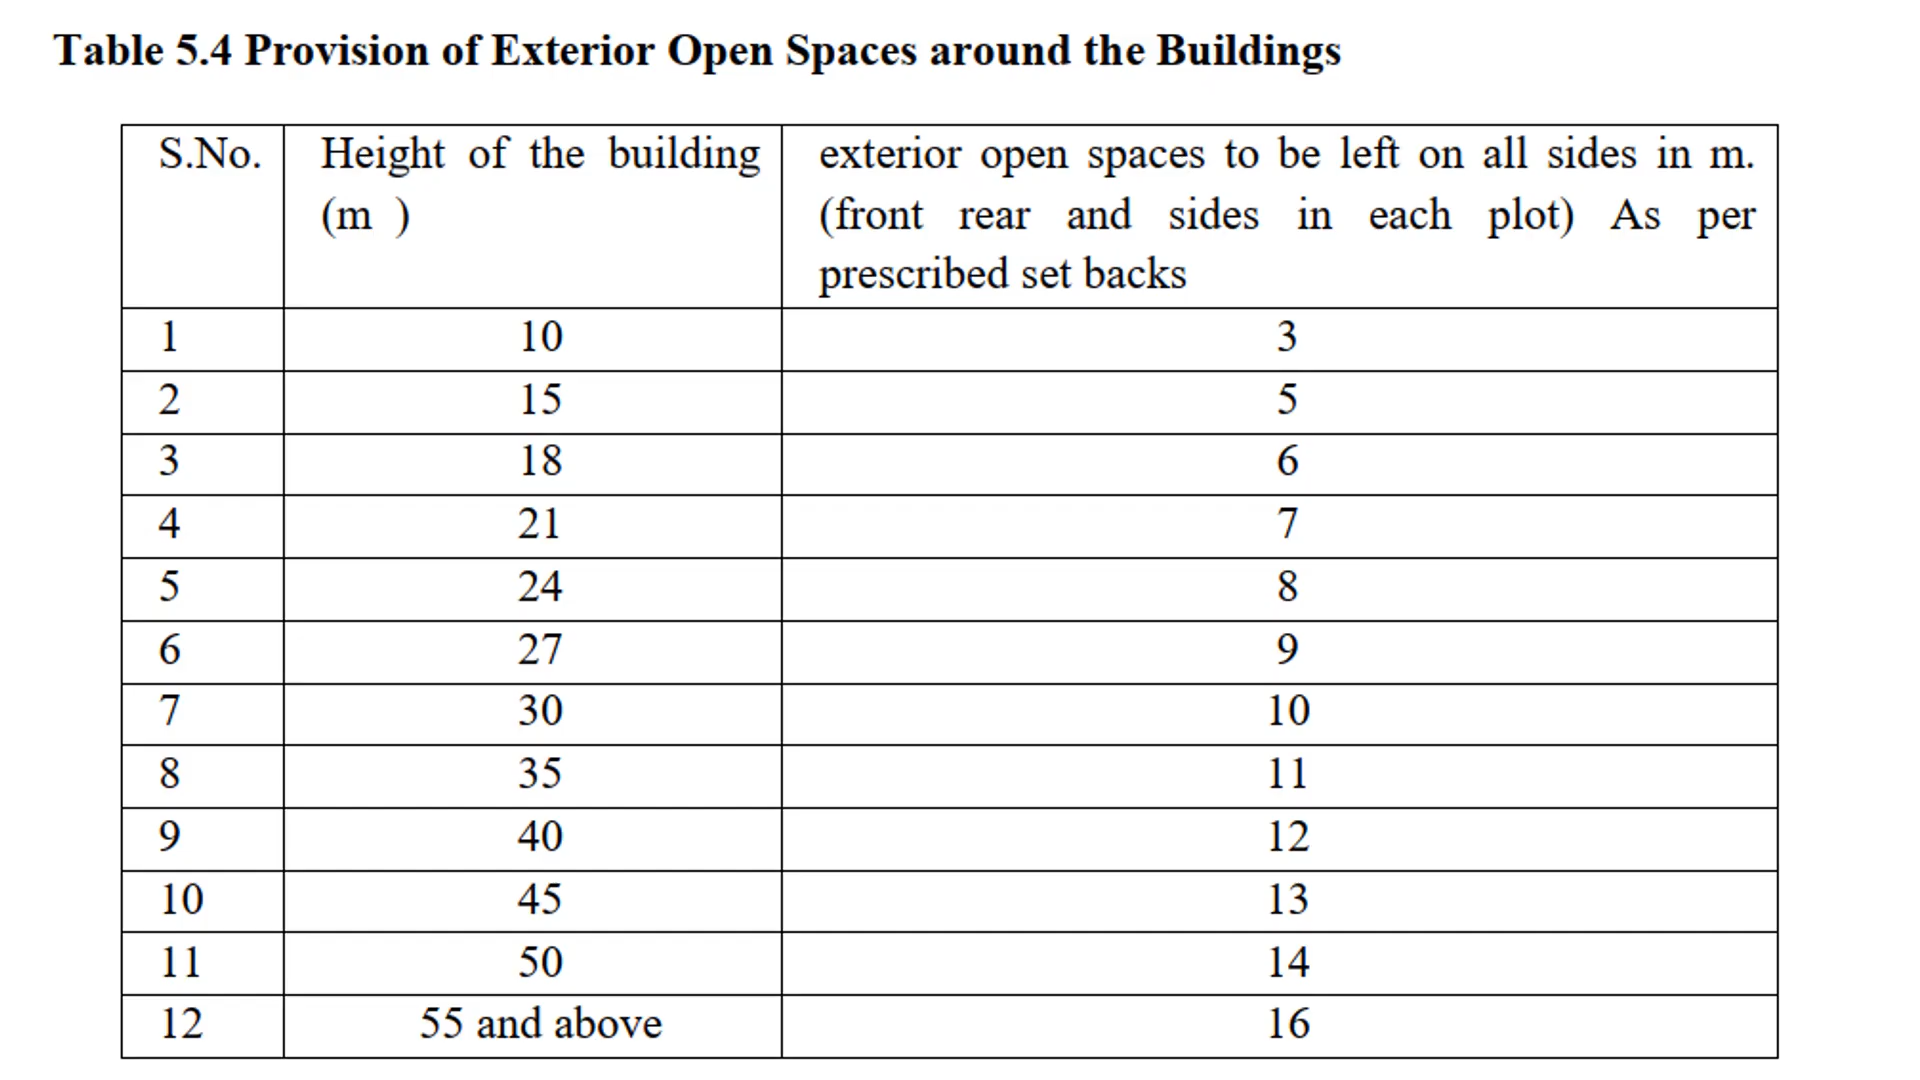 Table 5.4 Provision of Exterior Open Spaces around the Buildings
S.No. Height of the building exterior open spaces to be left on all sides in m.
(m ) (front rear and sides in each plot) As per
prescribed set backs
1 10 3
2 15 5
3 18 6
4 21 7
5 24 8
6 27 9
7 30 10
8 35 11
9 40 12
10 45 13
11 50 14
12 55 and above 16